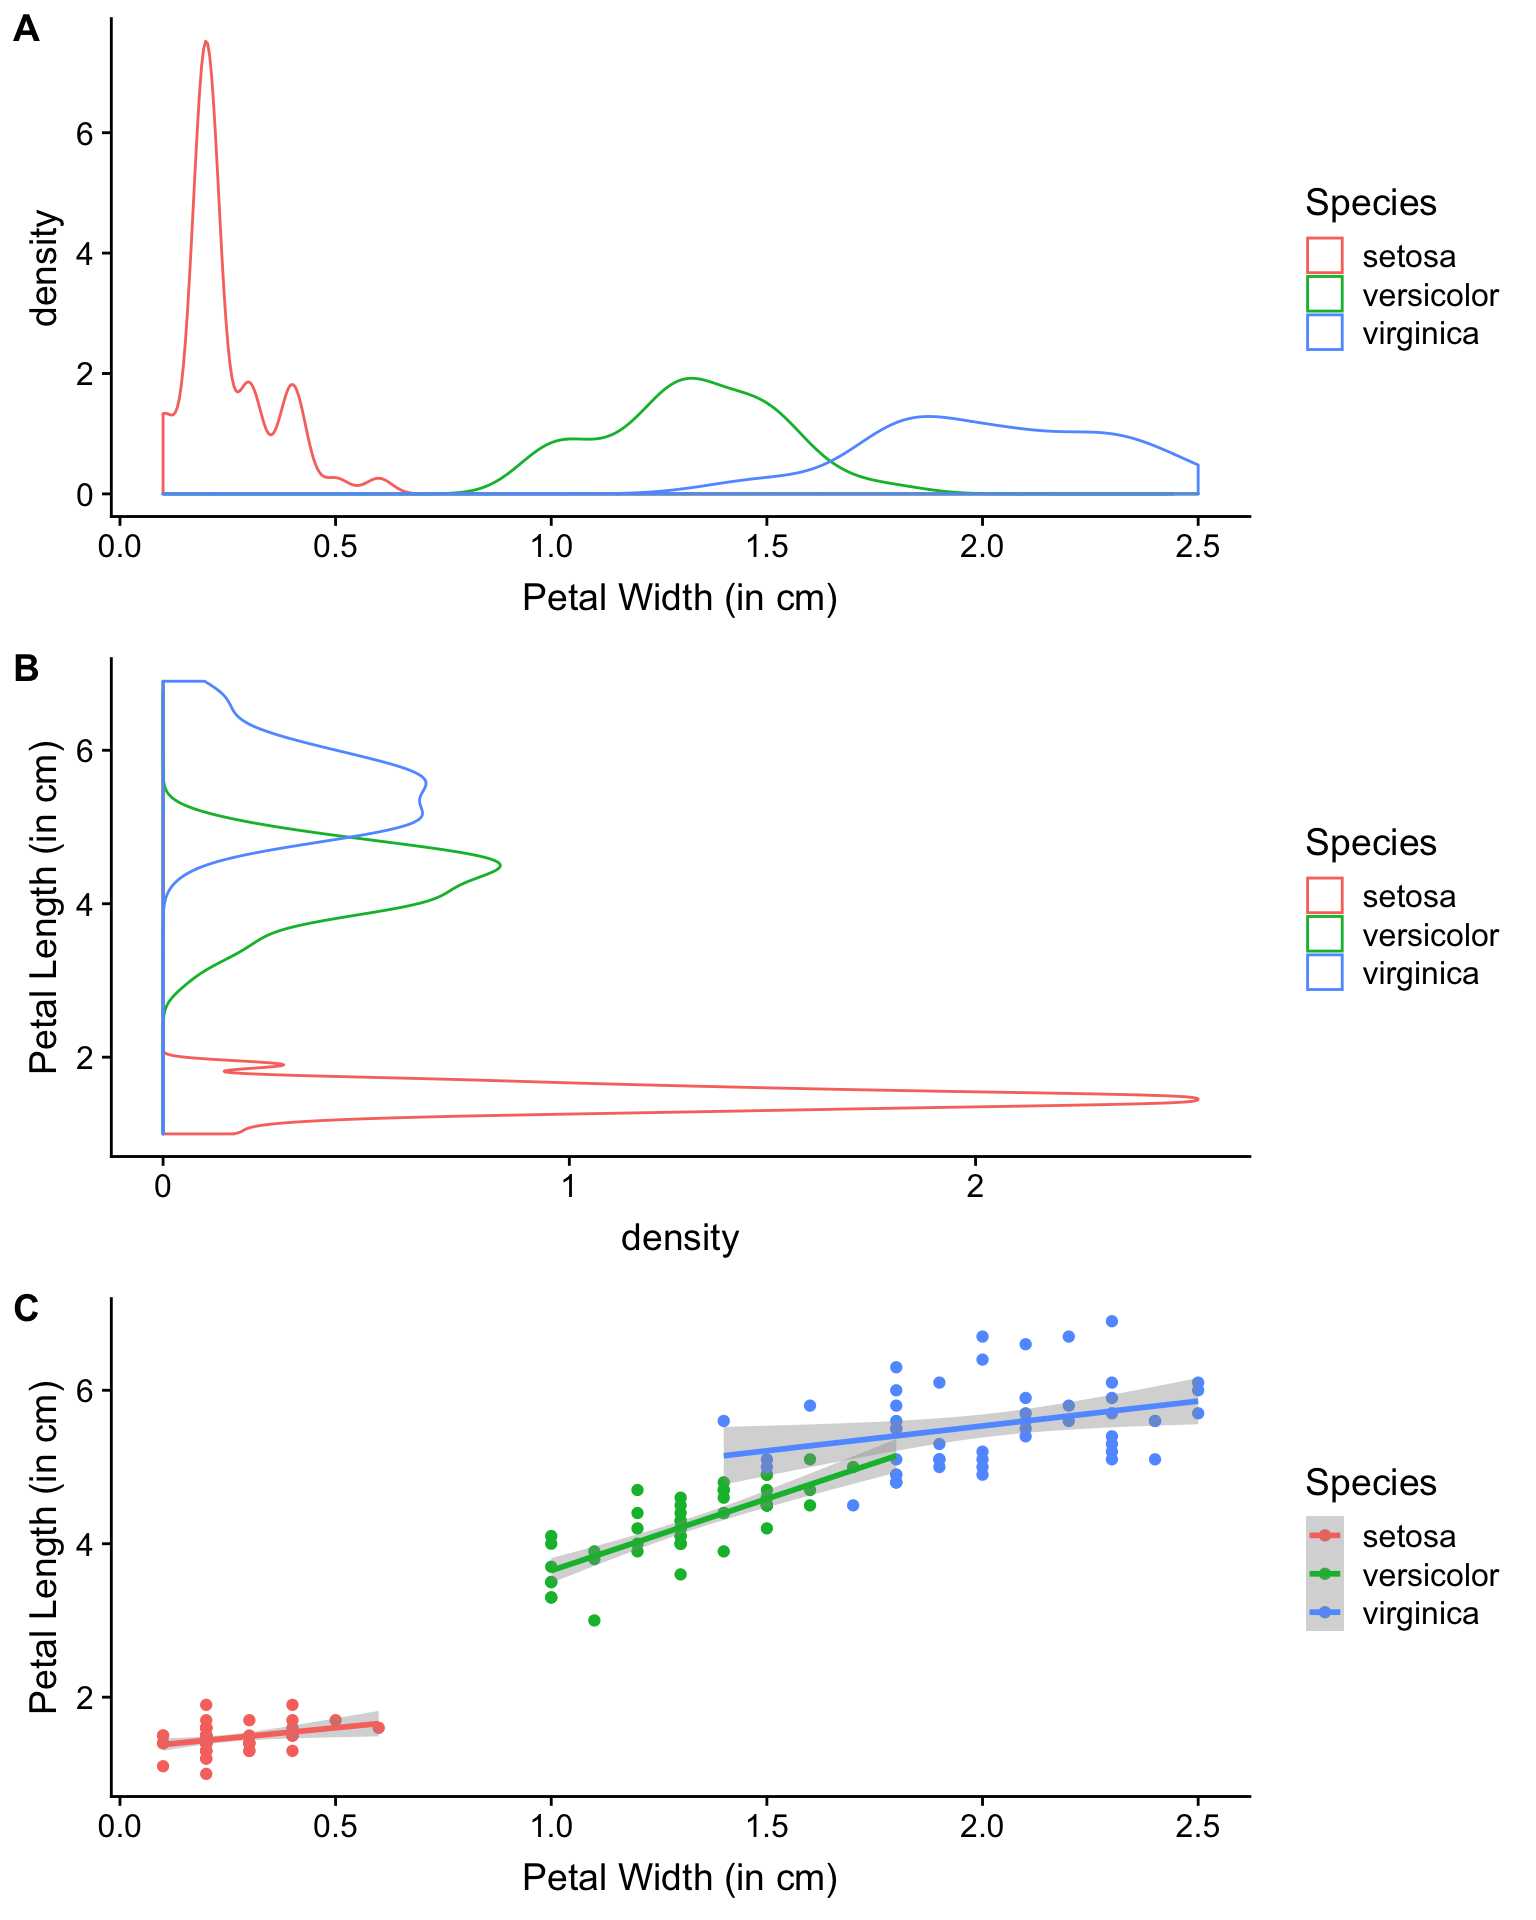 A
density
6
4
2
0
0.0 0.5 1.0 1.5 2.0 2.5
Petal Width (in cm)
Species
setosa
versicolor
virginica
B
Petal Length (in cm)
6
4
2
0 1 2
density
Species
setosa
versicolor
virginica
C
Petal Length (in cm)
6
4
2
0.0 0.5 1.0 1.5 2.0 2.5
Petal Width (in cm)
Species
setosa
versicolor
virginica